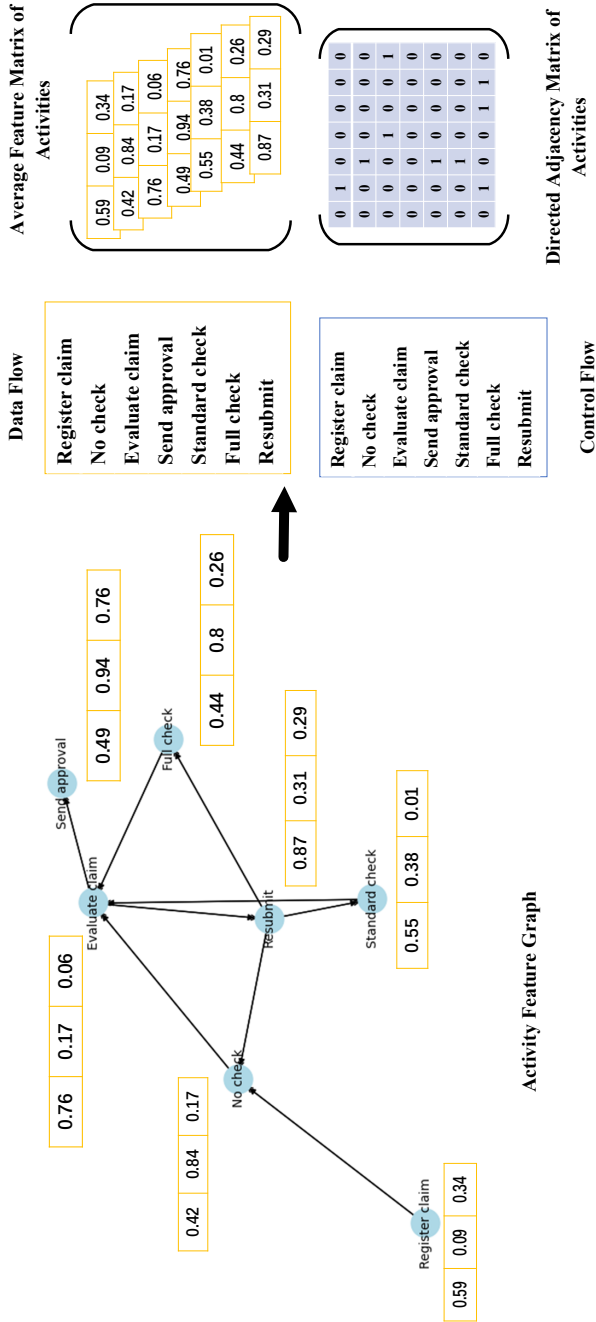 Send approval
0.76 0.17 0.06
Evaluate claim
0.49 0.94 0.76
Full check
0.42 0.84 0.17
0.44 0.8 0.26
No check
Resubmit
0.87 0.31 0.29
Standard check
0.55 0.38 0.01
Register claim
0.59 0.09 0.34
Activity Feature Graph
Data Flow
Register claim
No check
Evaluate claim
Send approval
Standard check
Full check
Resubmit
Register claim
No check
Evaluate claim
Send approval
Standard check
Full check
Resubmit
Control Flow
Average Feature Matrix of
Activities
0.59 0.09 0.34
0.42 0.84 0.17
0.76 0.17 0.06
0.49 0.94 0.76
0.55 0.38 0.01
0.44 0.8 0.26
0.87 0.31 0.29
0 1 0 0 0 0 0
0 0 1 0 0 0 0
0 0 0 1 0 0 1
0 0 0 0 0 0 0
0 0 1 0 0 0 0
0 0 1 0 0 0 0
0 1 0 0 1 1 0
Directed Adjacency Matrix of
Activities